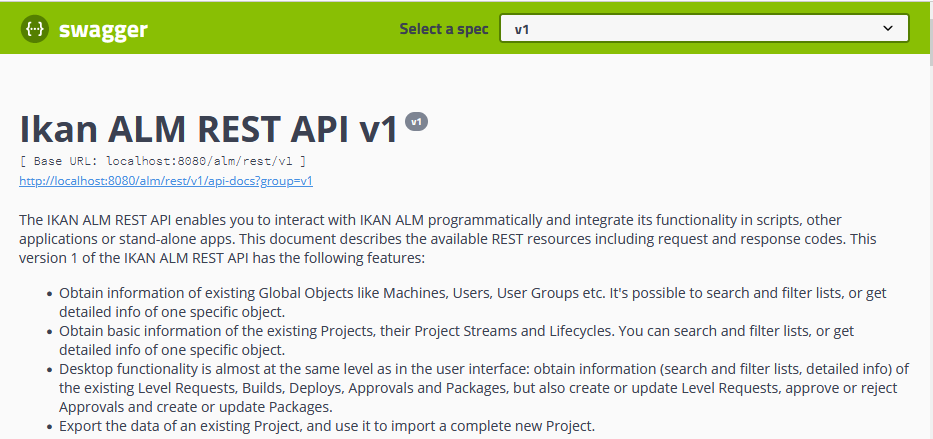 {··} swagger Select a spec v1
Ikan ALM REST API v1 v1
[ Base URL: localhost:8080/alm/rest/v1 ]
http://localhost:8080/alm/rest/v1/api-docs?group=v1
The IKAN ALM REST API enables you to interact with IKAN ALM programmatically and integrate its functionality in scripts, other
applications or stand-alone apps. This document describes the available REST resources including request and response codes. This
version 1 of the IKAN ALM REST API has the following features:
• Obtain information of existing Global Objects like Machines, Users, User Groups etc. It's possible to search and filter lists, or get
detailed info of one specific object.
• Obtain basic information of the existing Projects, their Project Streams and Lifecycles. You can search and filter lists, or get
detailed info of one specific object.
• Desktop functionality is almost at the same level as in the user interface: obtain information (search and filter lists, detailed info) of
the existing Level Requests, Builds, Deploys, Approvals and Packages, but also create or update Level Requests, approve or reject
Approvals and create or update Packages.
• Export the data of an existing Project, and use it to import a complete new Project.